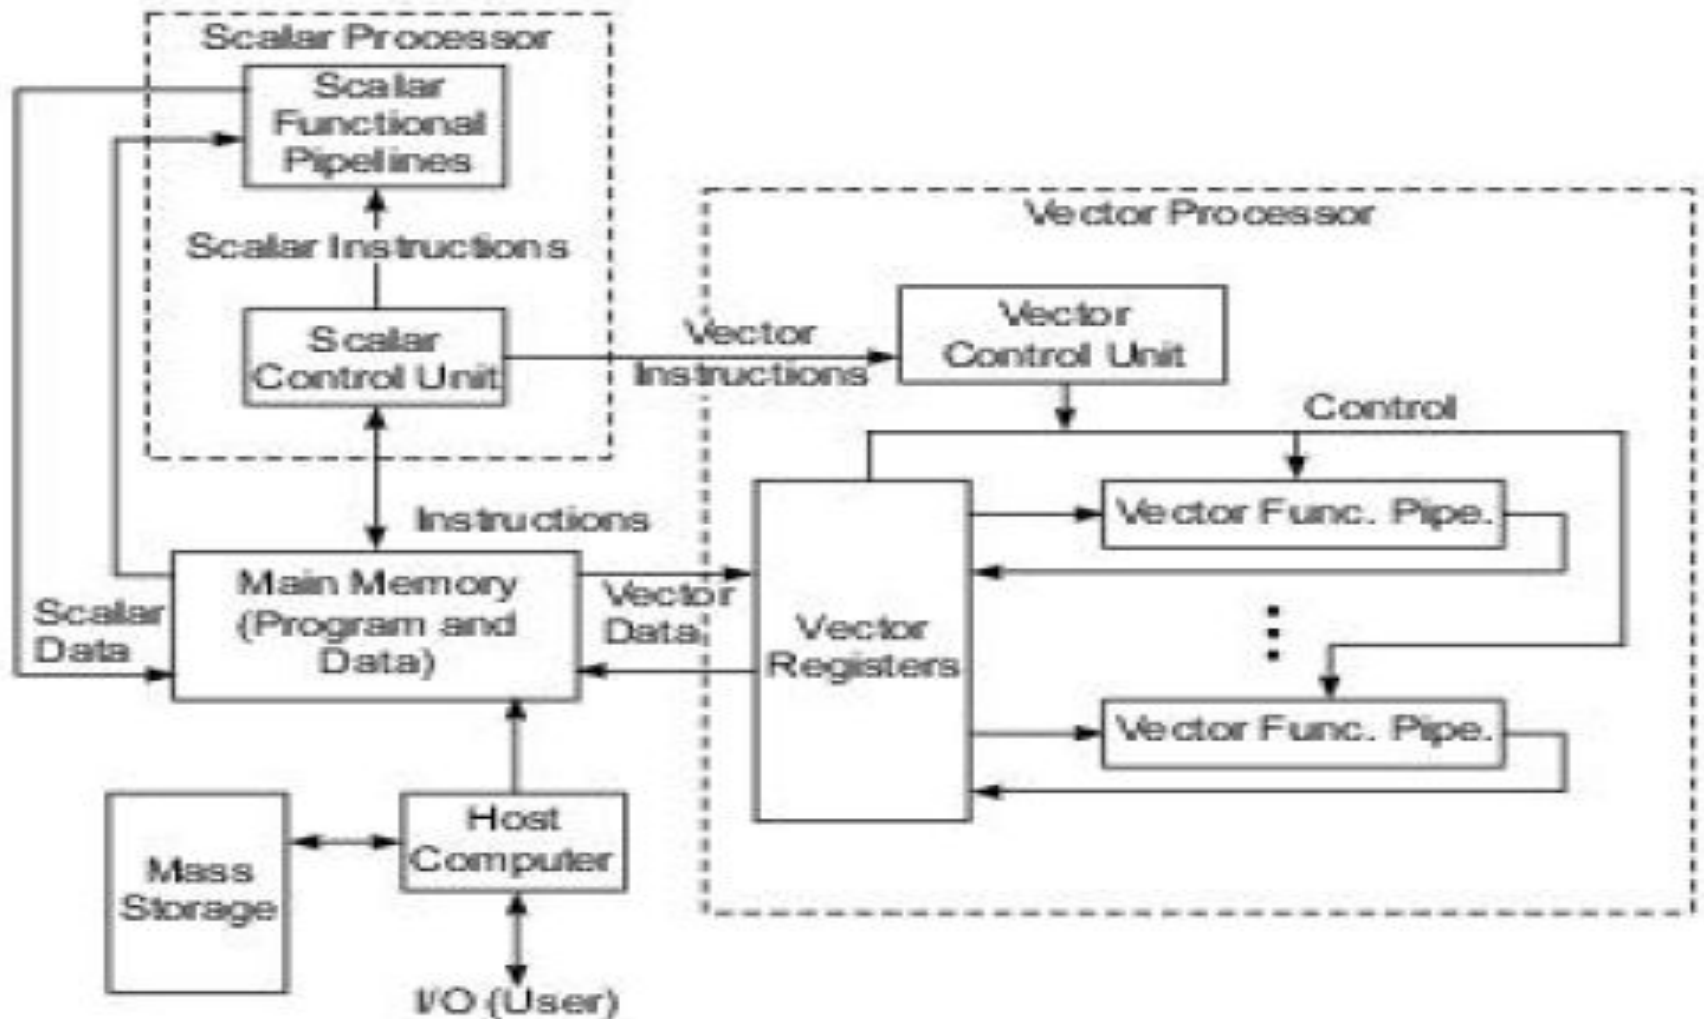 Scalar Processor
Scalar
Functional
Pipelines
Scalar Instructions
Scalar
Control Unit
Vector
Instructions
Vector Processor
Vector
Control Unit
Control
Instructions
Main Memory
(Program and
Data)
Scalar
Data
Vector
Data
Vector
Registers
Vector Func. Pipe.
Vector Func. Pipe.
Host
Computer
Mass
Storage
I/O (User)